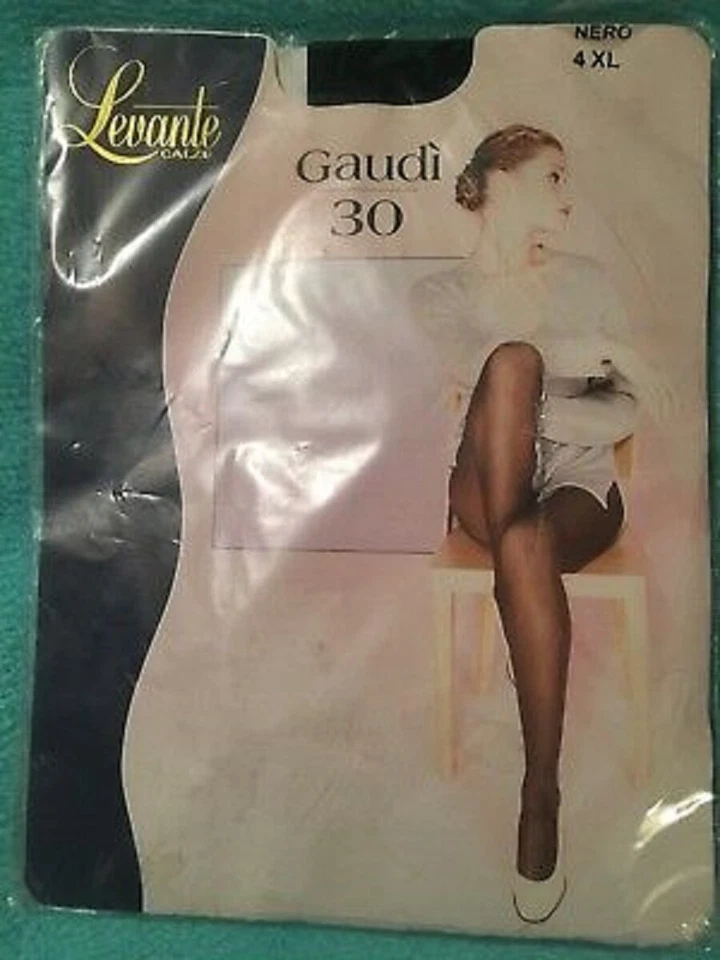 Levante
CALZE
NERO
4 XL
Gaudì
30